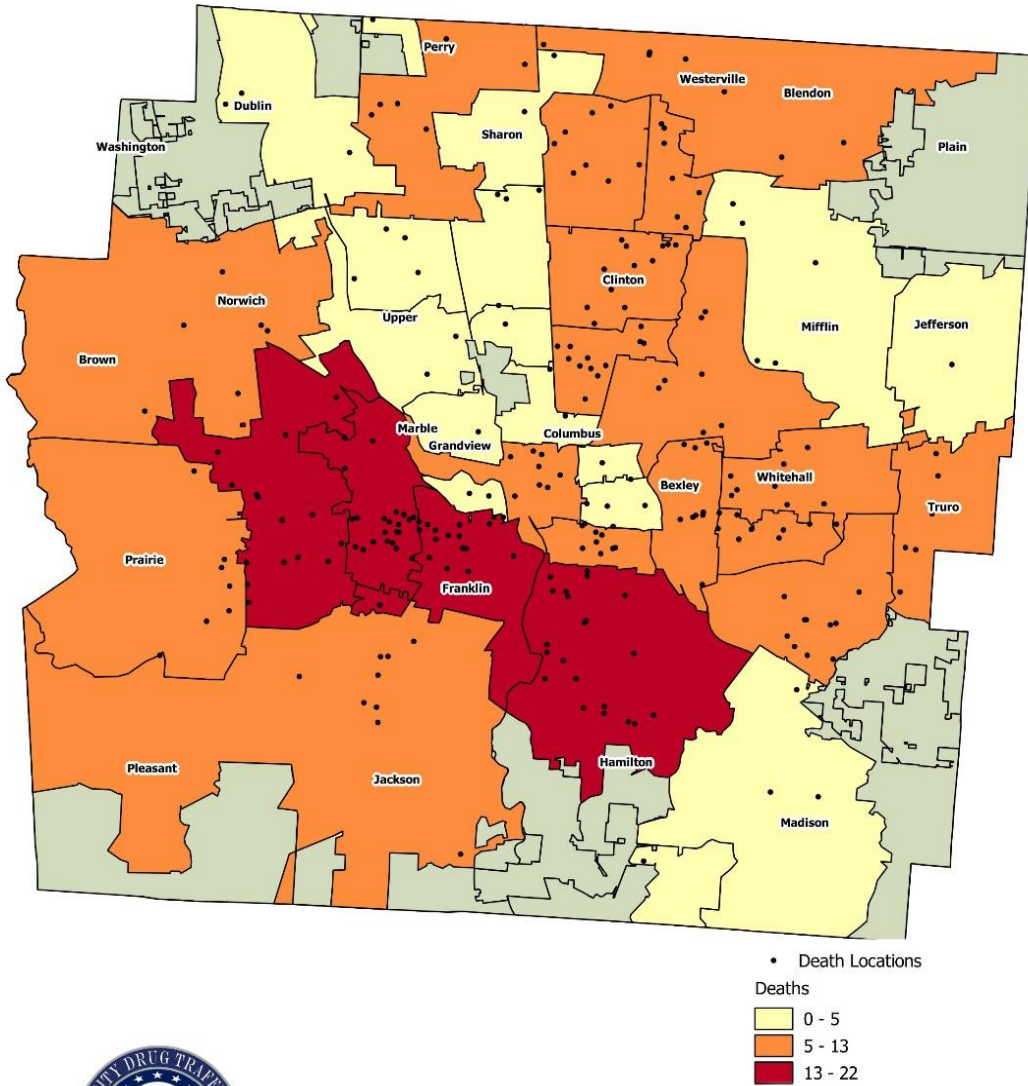 Perry
Westerville
Blendon
Dublin
Sharon
Washington
Plain
Clinton
Norwich
Upper
Mifflin
Jefferson
Brown
Marble
Grandview
Columbus
Bexley
Whitehall
Truro
Prairie
Franklin
Pleasant
Jackson
Hamilton
Madison
Death Locations
Deaths
0 - 5
5 - 13
13 - 22
DRUG